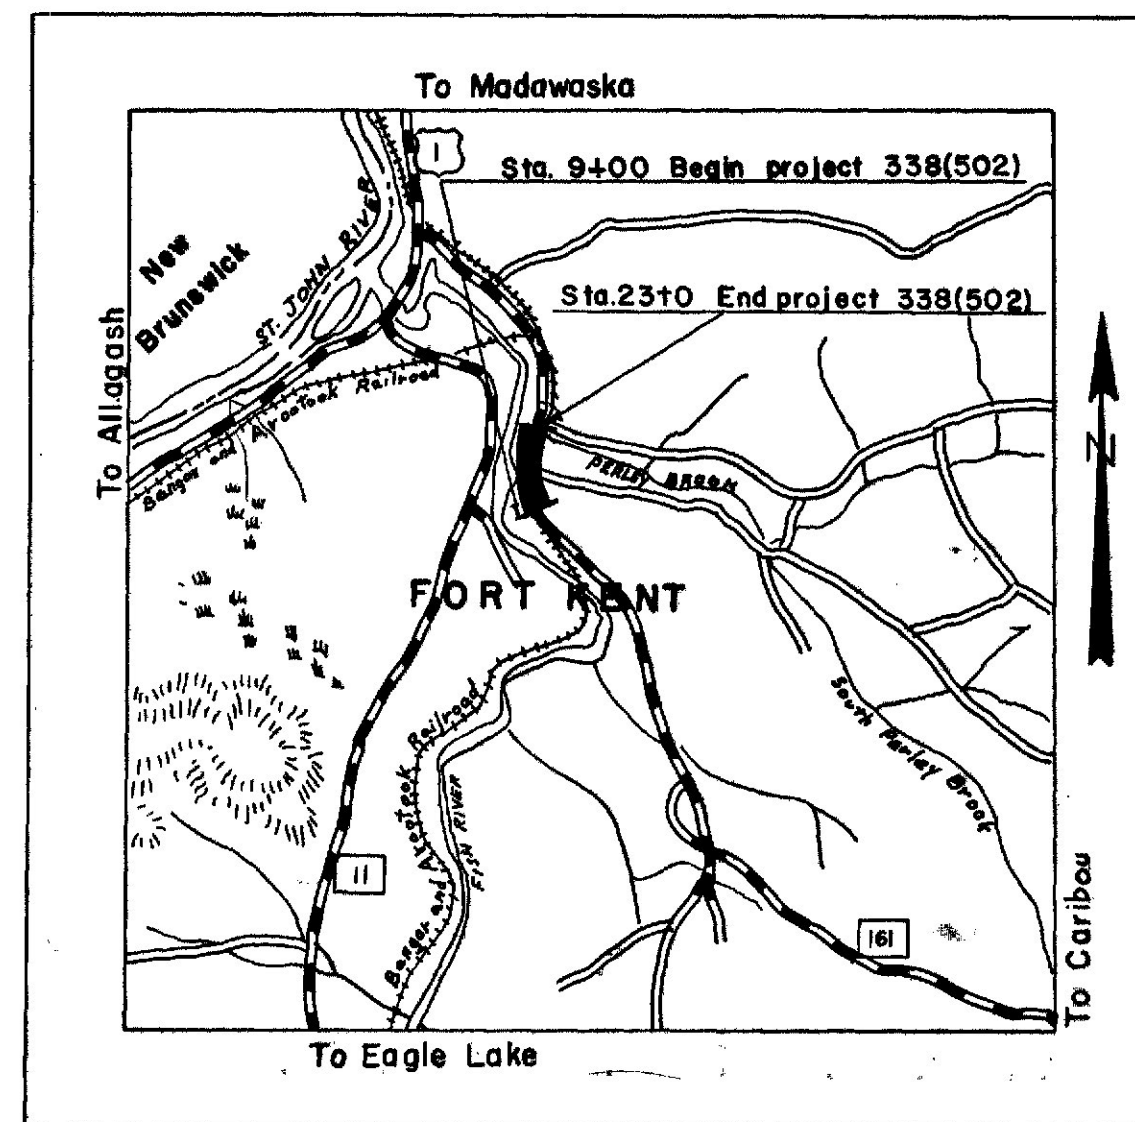 To Madawaska
1
Sta. 9+00 Begin project 338(502)
New
Brunswick
ST. JOHN RIVER
Sta.23+0 End project 338(502)
To Allagash
Bangor and Aroostook Railroad
PERLEY BROOK
N
FORT KENT
South Perley Brook
Bangor and Aroostook Railroad
FISH RIVER
11
161
To Caribou
To Eagle Lake